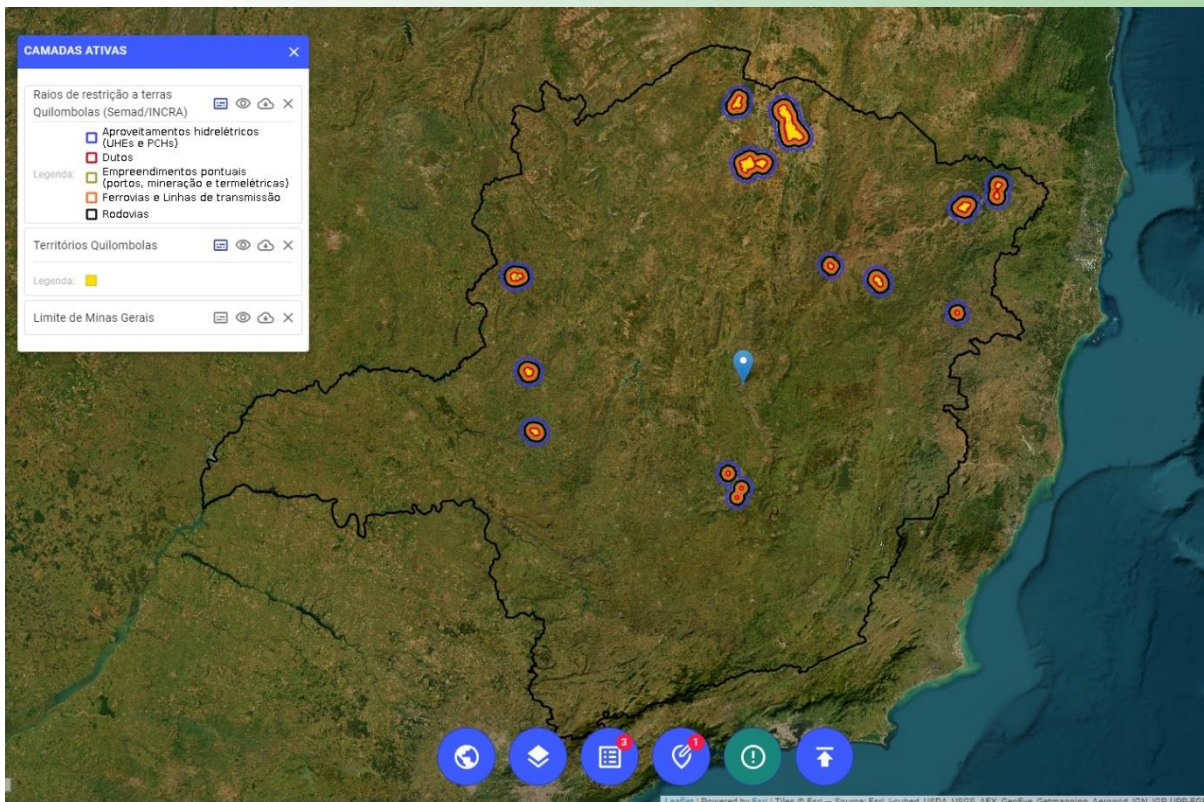 CAMADAS ATIVAS
Raios de restrição a terras
Quilombolas (Semad/INCRA)
Legenda:
Aproveitamentos hidrelétricos
(UHEs e PCHs)
Dutos
Empreendimentos pontuais
(portos, mineração e termelétricas)
Ferrovias e Linhas de transmissão
Rodovias
Territórios Quilombolas
Legenda:
Limite de Minas Gerais
3
1
Leaflet | Powered by Esri | Tiles © Esri — Source: Esri, i-cubed, USDA, USGS, AEX, GeoEye, Getmapping, Aerogrid, IGN, IGP, UPR-EGP